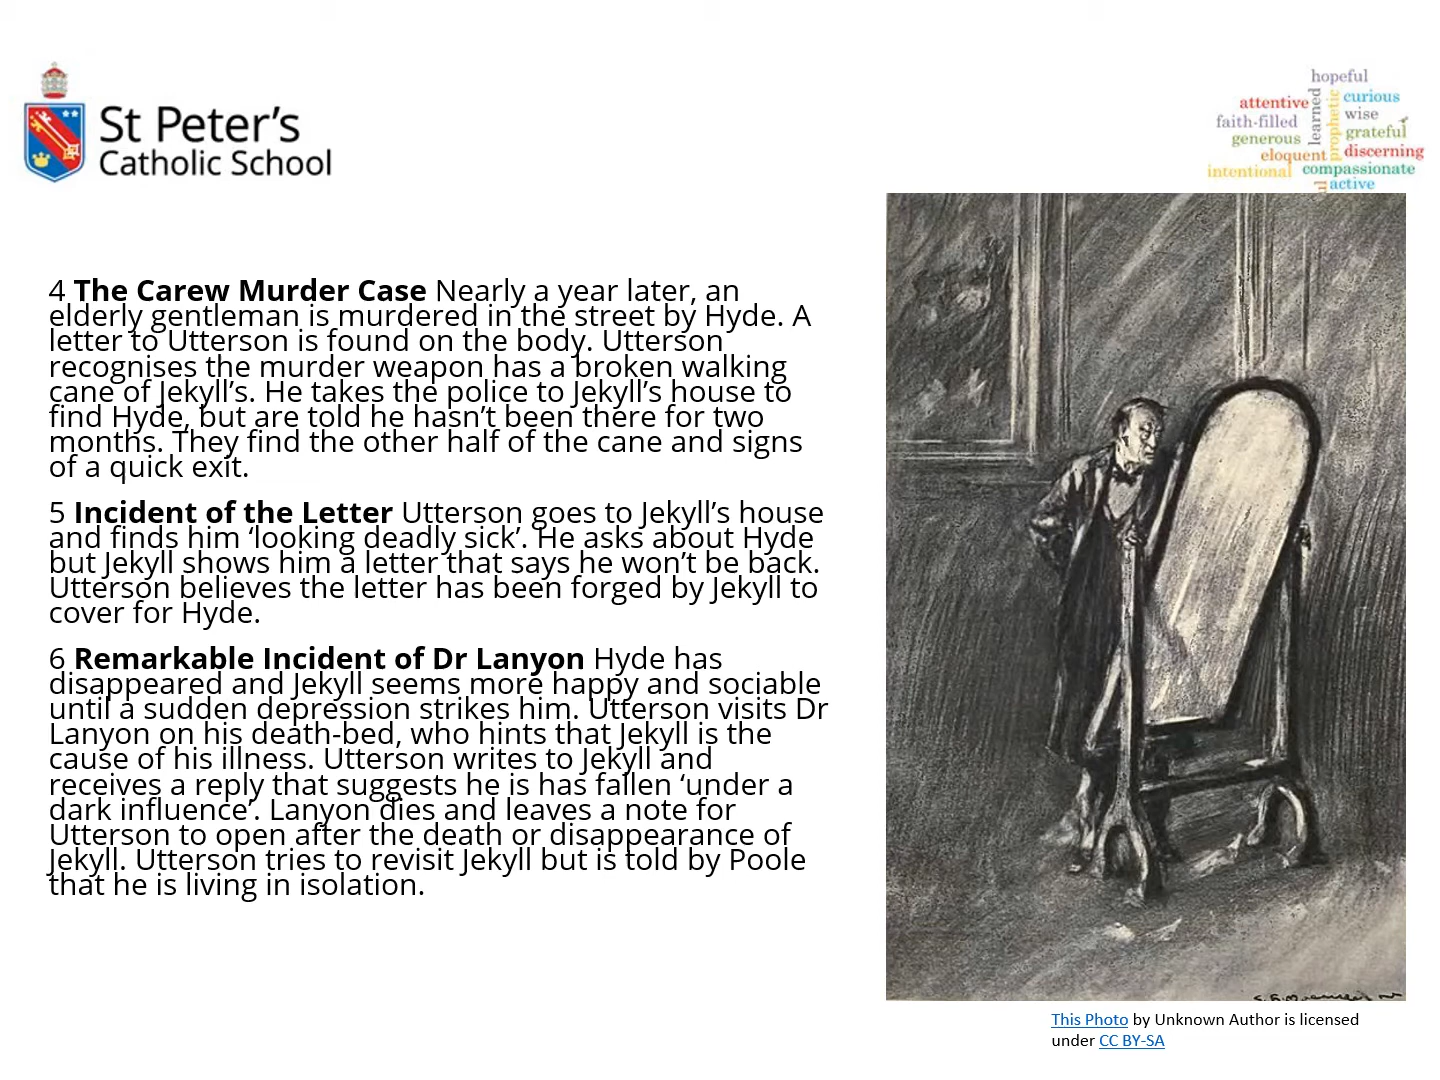 St Peter's
Catholic School
hopeful
attentive
learned
prophetic
curious
faith-filled
wise
generous
grateful
eloquent
discerning
intentional
compassionate
active
4 The Carew Murder Case Nearly a year later, an
elderly gentleman is murdered in the street by Hyde. A
letter to Utterson is found on the body. Utterson
recognises the murder weapon has a broken walking
cane of Jekyll’s. He takes the police to Jekyll’s house to
find Hyde, but are told he hasn’t been there for two
months. They find the other half of the cane and signs
of a quick exit.
5 Incident of the Letter Utterson goes to Jekyll’s house
and finds him ‘looking deadly sick’. He asks about Hyde
but Jekyll shows him a letter that says he won’t be back.
Utterson believes the letter has been forged by Jekyll to
cover for Hyde.
6 Remarkable Incident of Dr Lanyon Hyde has
disappeared and Jekyll seems more happy and sociable
until a sudden depression strikes him. Utterson visits Dr
Lanyon on his death-bed, who hints that Jekyll is the
cause of his illness. Utterson writes to Jekyll and
receives a reply that suggests he is has fallen ‘under a
dark influence’. Lanyon dies and leaves a note for
Utterson to open after the death or disappearance of
Jekyll. Utterson tries to revisit Jekyll but is told by Poole
that he is living in isolation.
This Photo by Unknown Author is licensed
under CC BY-SA